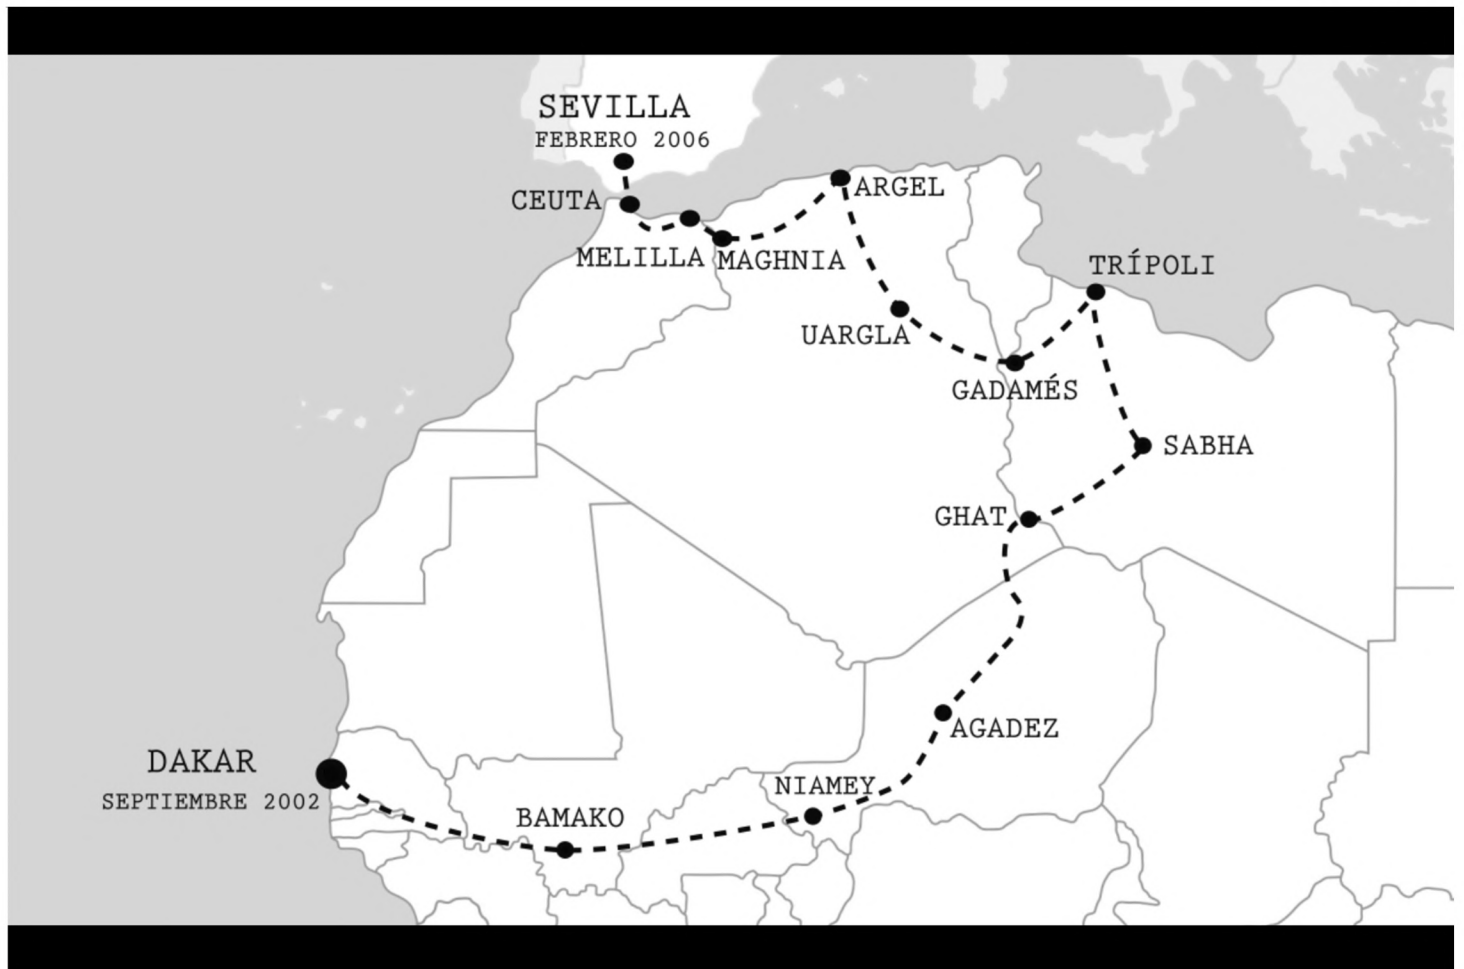 SEVILLA
FEBRERO 2006
CEUTA
MELILLA
MAGHNIA
ARGEL
UARGLA
TRÍPOLI
GADAMÉS
SABHA
GHAT
AGADEZ
NIAMEY
BAMAKO
DAKAR
SEPTIEMBRE 2002